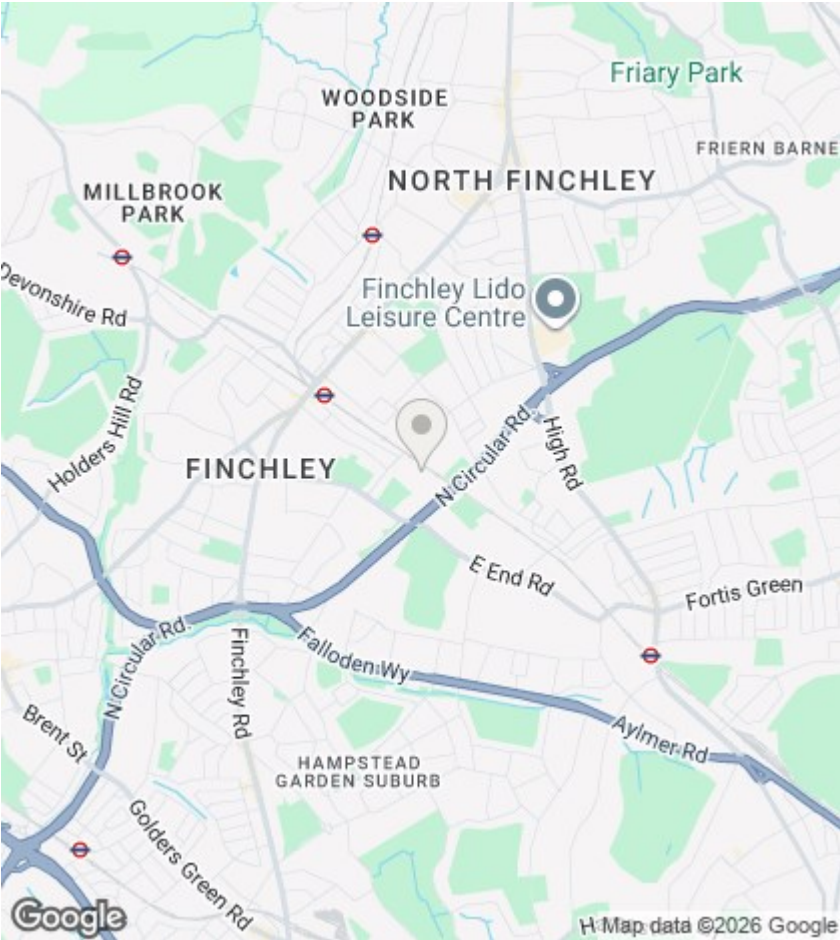 Friary Park
WOODSIDE
PARK
FRIERN BARNE
NORTH FINCHLEY
MILLBROOK
PARK
Devonshire Rd
Finchley Lido
Leisure Centre
Holders Hill Rd
N Circular Rd
High Rd
FINCHLEY
E End Rd
Fortis Green
N Circular Rd
Finchley Rd
Falloden Wy
Aylmer Rd
Brent St
HAMPSTEAD
GARDEN SUBURB
Golders Green Rd
Google
Map data ©2026 Google